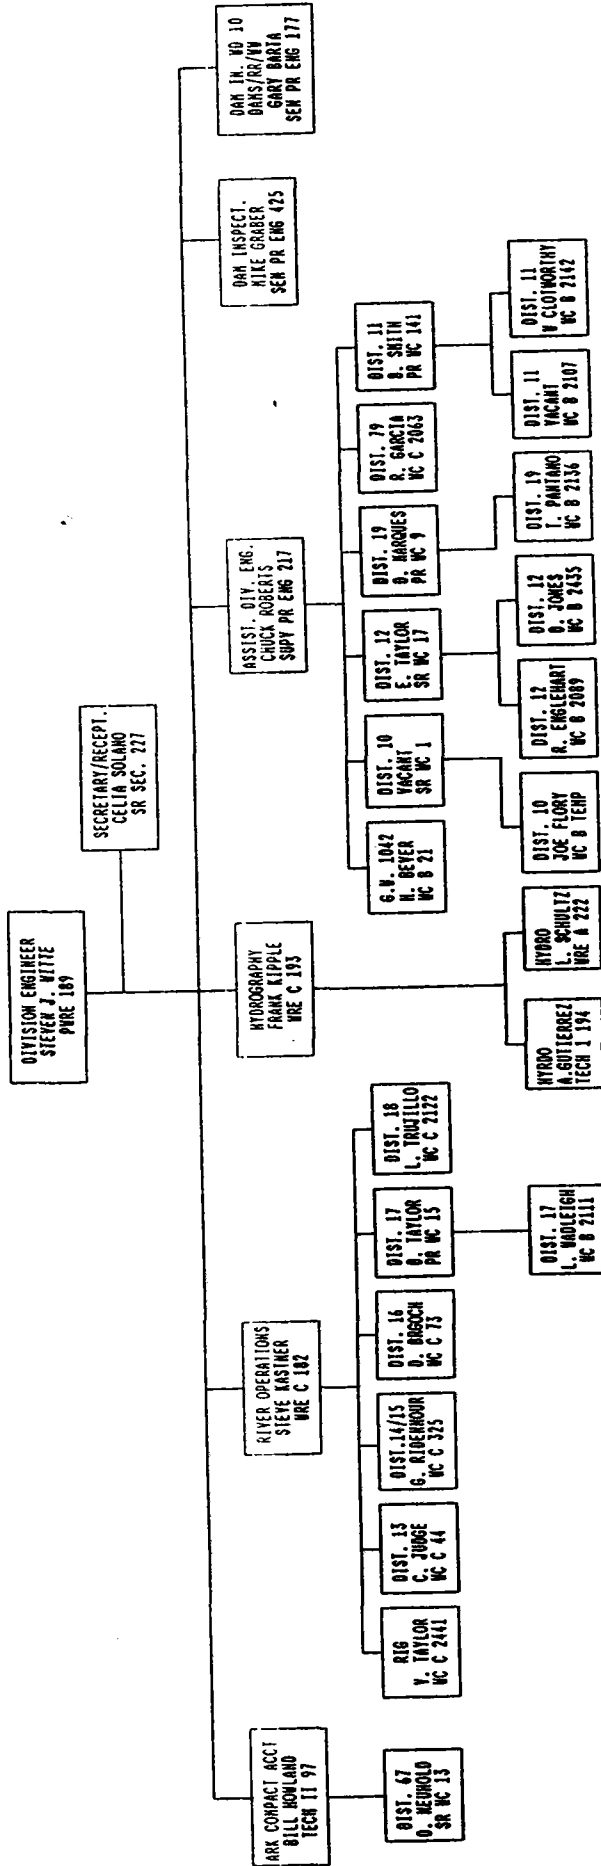 DIVISION ENGINEER
STEVEN J. WITTE
PWRE 189
SECRETARY/RECEPT.
CELIA SOLANO
SR SEC. 227
ARK COMPACT ACCT
BILL HOWLAND
TECH II 97
RIVER OPERATIONS
STEVE KASTNER
WRE C 182
HYDROGRAPHY
FRANK KIPPLE
WRE C 193
ASSIST. DIV. ENG.
CHUCK ROBERTS
SUPV PR ENG 217
DAM INSPECT.
MIKE GRABER
SEN PR ENG 425
DAM IN. WD 10
DAMS/RR/WW
GARY BARTA
SEN PR ENG 177
DIST. 67
D. NEUHOLD
SR WC 13
RIG
V. TAYLOR
WC C 2441
DIST. 13
C. JUDGE
WC C 44
DIST.14/15
G. RIDENHOUR
WC C 325
DIST. 16
D. BRGOCH
WC C 73
DIST. 17
D. TAYLOR
PR WC 15
DIST. 18
L. TRUJILLO
WC C 2122
G.W. 1042
H. BEVER
WC B 21
DIST. 10
VACANT
SR WC 1
DIST. 12
E. TAYLOR
SR WC 17
DIST. 19
D. MARQUES
PR WC 9
DIST. 79
R. GARCIA
WC C 2063
DIST. 11
B. SMITH
PR WC 141
DIST. 17
L. WADLEIGH
WC B 2111
HYRDO
A.GUTIERREZ
TECH 1 194
HYDRO
L. SCHULTZ
WRE A 222
DIST. 10
JOE FLORY
WC B TEMP
DIST. 12
R. ENGLEHART
WC B 2089
DIST. 12
D. JONES
WC B 2435
DIST. 19
T. PANTANO
WC B 2136
DIST. 11
VACANT
WC B 2107
DIST. 11
W CLOTWORTHY
WC B 2142